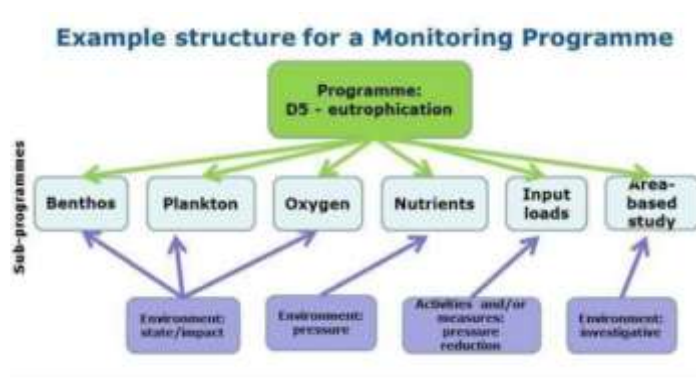 Example structure for a Monitoring Programme
Programme:
D5 - eutrophication
Sub-programmes
Benthos
Plankton
Oxygen
Nutrients
Input
loads
Area-
based
study
Environment:
state/impact
Environment:
pressure
Activities and/or
measures:
pressure
reduction
Environment:
investigative